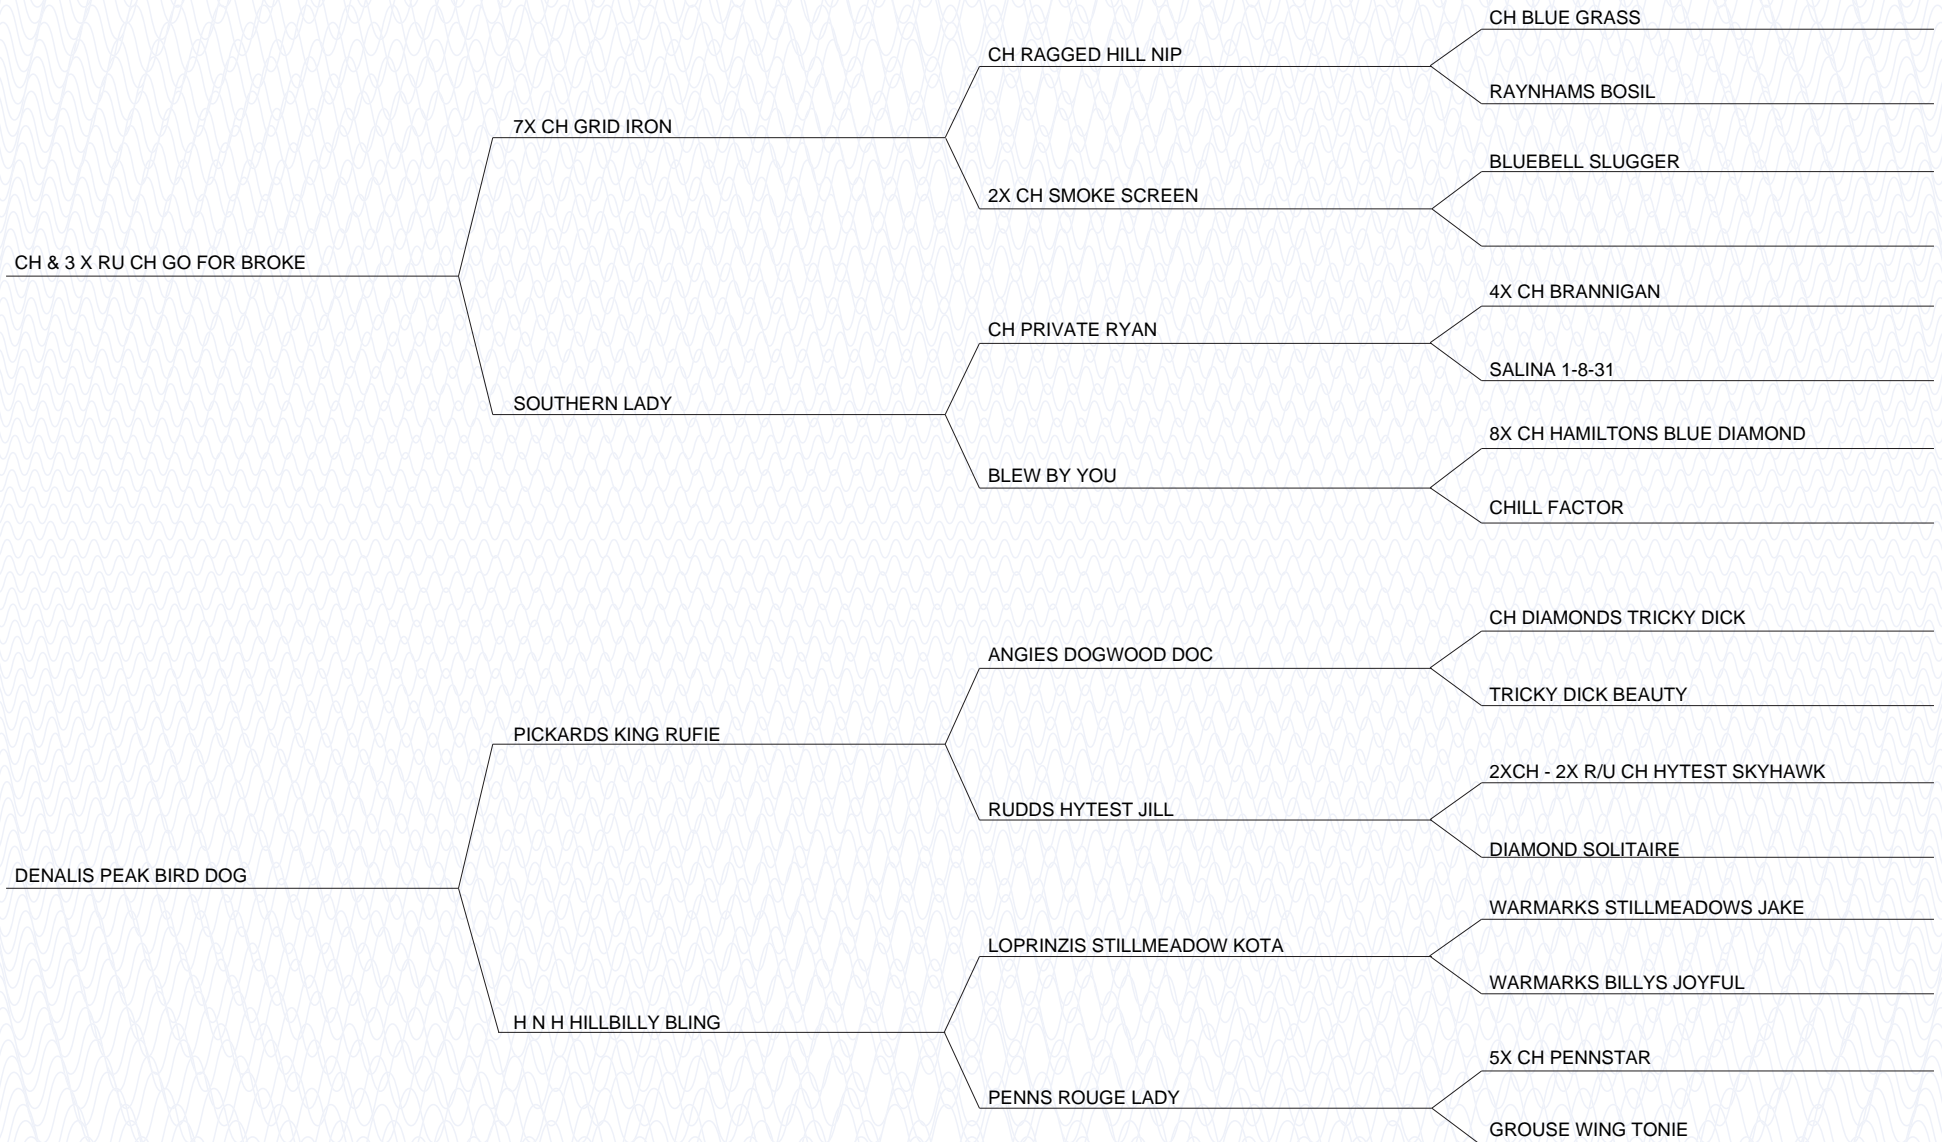 CH BLUE GRASS
CH RAGGED HILL NIP
RAYNHAMS BOSIL
7X CH GRID IRON
BLUEBELL SLUGGER
2X CH SMOKE SCREEN
CH & 3 X RU CH GO FOR BROKE
4X CH BRANNIGAN
CH PRIVATE RYAN
SALINA 1-8-31
SOUTHERN LADY
8X CH HAMILTONS BLUE DIAMOND
BLEW BY YOU
CHILL FACTOR
CH DIAMONDS TRICKY DICK
ANGIES DOGWOOD DOC
TRICKY DICK BEAUTY
PICKARDS KING RUFIE
2XCH - 2X R/U CH HYTEST SKYHAWK
RUDDS HYTEST JILL
DIAMOND SOLITAIRE
DENALIS PEAK BIRD DOG
WARMARKS STILLMEADOWS JAKE
LOPRINZIS STILLMEADOW KOTA
WARMARKS BILLYS JOYFUL
H N H HILLBILLY BLING
5X CH PENNSTAR
PENNS ROUGE LADY
GROUSE WING TONIE